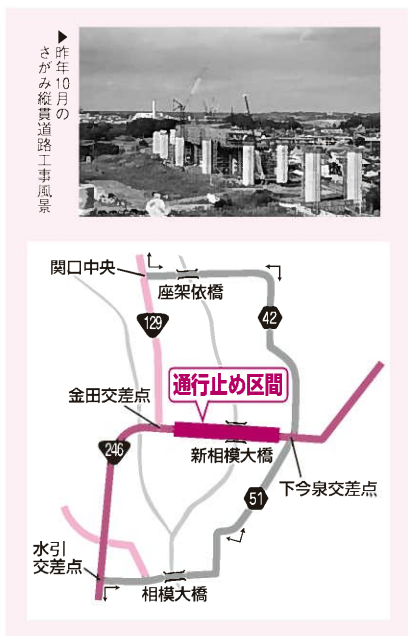 ▶昨年10月の
さがみ縦貫道路工事風景
関口中央
座架依橋
129
42
通行止め区間
金田交差点
新相模大橋
246
下今泉交差点
51
水引
交差点
相模大橋